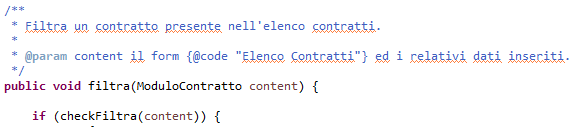 /**
 * Filtra un contratto presente nell'elenco contratti.
 *
 * @param content il form {@code "Elenco Contratti"} ed i relativi dati inseriti.
 */
public void filtra(ModuloContratto content) {
if (checkFiltra(content)) {